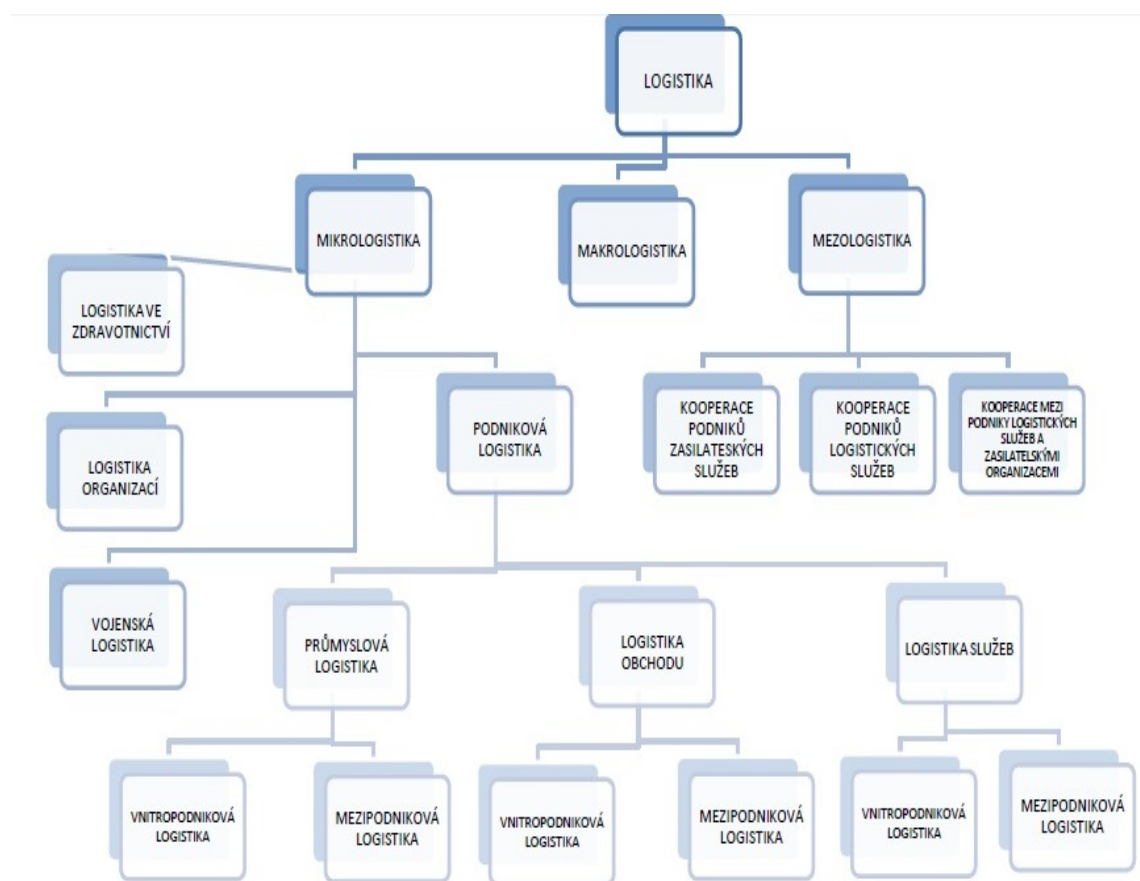 LOGISTIKA
MIKROLOGISTIKA
MAKROLOGISTIKA
MEZOLOGISTIKA
LOGISTIKA VE
ZDRAVOTNICTVÍ
LOGISTIKA
ORGANIZACÍ
VOJENSKÁ
LOGISTIKA
PODNIKOVÁ
LOGISTIKA
KOOPERACE
PODNIKŮ
ZASILATESKÝCH
SLUŽEB
KOOPERACE
PODNIKŮ
LOGISTICKÝCH
SLUŽEB
KOOPERACE MEZI
PODNIKY LOGISTICKÝCH
SLUŽEB A
ZASILATELSKÝMI
ORGANIZACEMI
PRŮMYSLOVÁ
LOGISTIKA
LOGISTIKA
OBCHODU
LOGISTIKA SLUŽEB
VNITROPODNIKOVÁ
LOGISTIKA
MEZIPODNIKOVÁ
LOGISTIKA
VNITROPODNIKOVÁ
LOGISTIKA
MEZIPODNIKOVÁ
LOGISTIKA
VNITROPODNIKOVÁ
LOGISTIKA
MEZIPODNIKOVÁ
LOGISTIKA